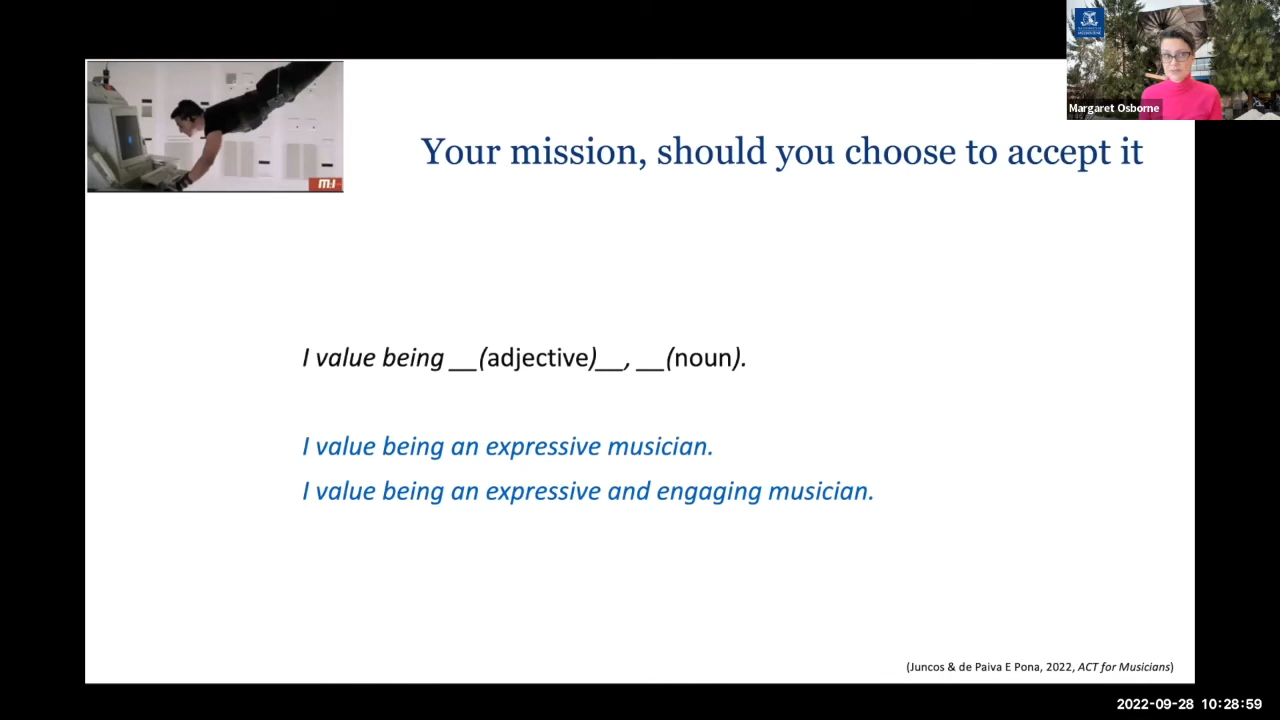 MELBOURNE
Margaret Osborne
M:I
Your mission, should you choose to accept it
I value being __(adjective)__, __(noun).
I value being an expressive musician.
I value being an expressive and engaging musician.
(Juncos & de Paiva E Pona, 2022, ACT for Musicians)
2022-09-28 10:28:59